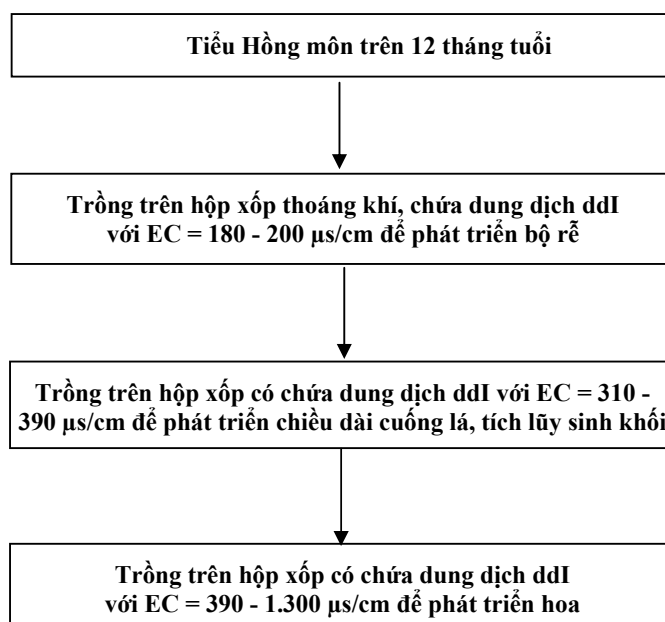 Tiểu Hồng môn trên 12 tháng tuổi
Trồng trên hộp xốp thoáng khí, chứa dung dịch ddI
với EC = 180 - 200 µs/cm để phát triển bộ rễ
Trồng trên hộp xốp có chứa dung dịch ddI với EC = 310 -
390 µs/cm để phát triển chiều dài cuống lá, tích lũy sinh khối
Trồng trên hộp xốp có chứa dung dịch ddI
với EC = 390 - 1.300 µs/cm để phát triển hoa